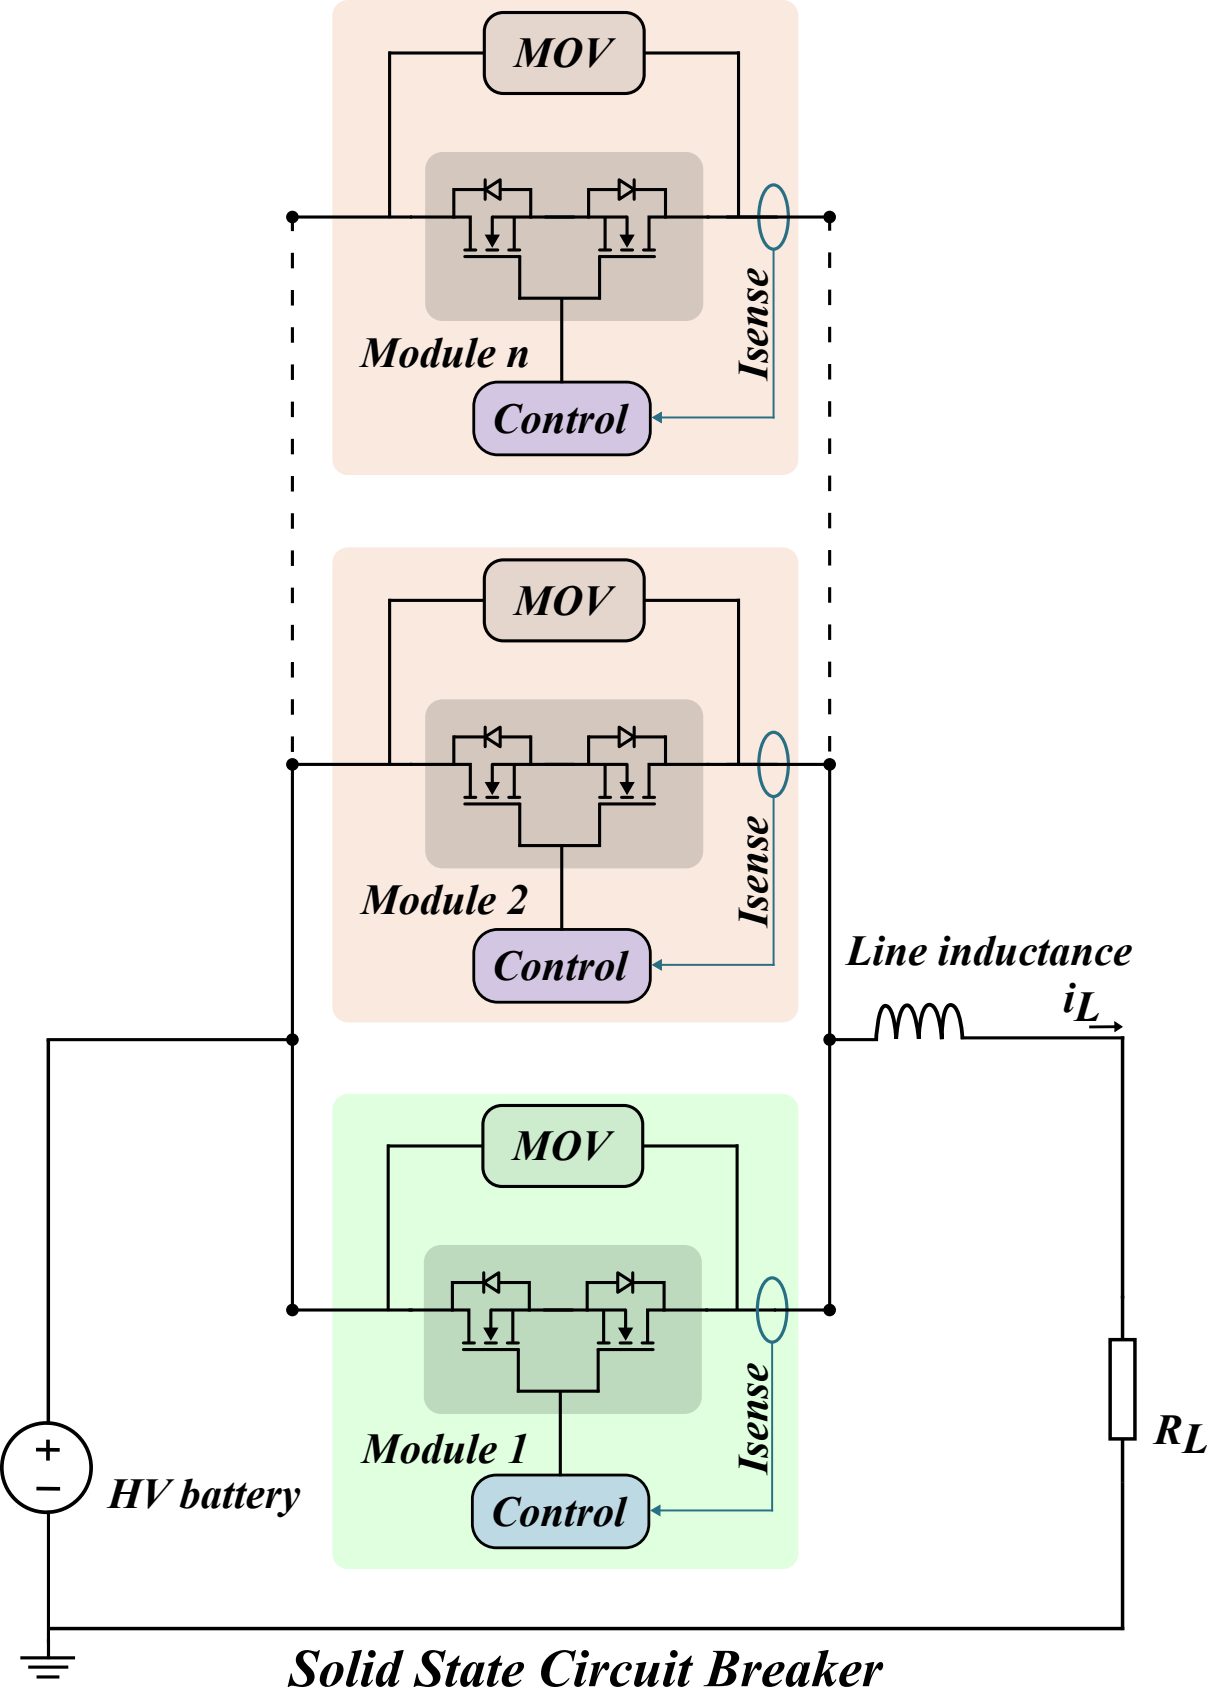 MOV
Isense
Module n
Control
MOV
Isense
Module 2
Control
Line inductance
iL
MOV
Isense
Module 1
Control
+
−
HV battery
RL
Solid State Circuit Breaker